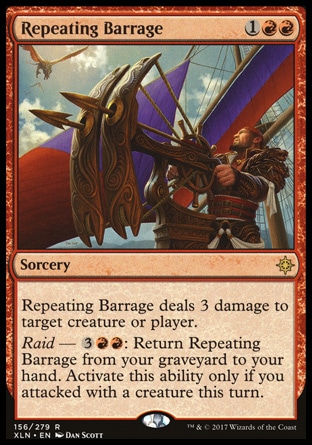 Repeating Barrage 1
Sorcery
Repeating Barrage deals 3 damage to
target creature or player.
Raid — 3: Return Repeating
Barrage from your graveyard to your
hand. Activate this ability only if you
attacked with a creature this turn.
156/279 R
XLN • EN DAN SCOTT
™ & © 2017 Wizards of the Coast